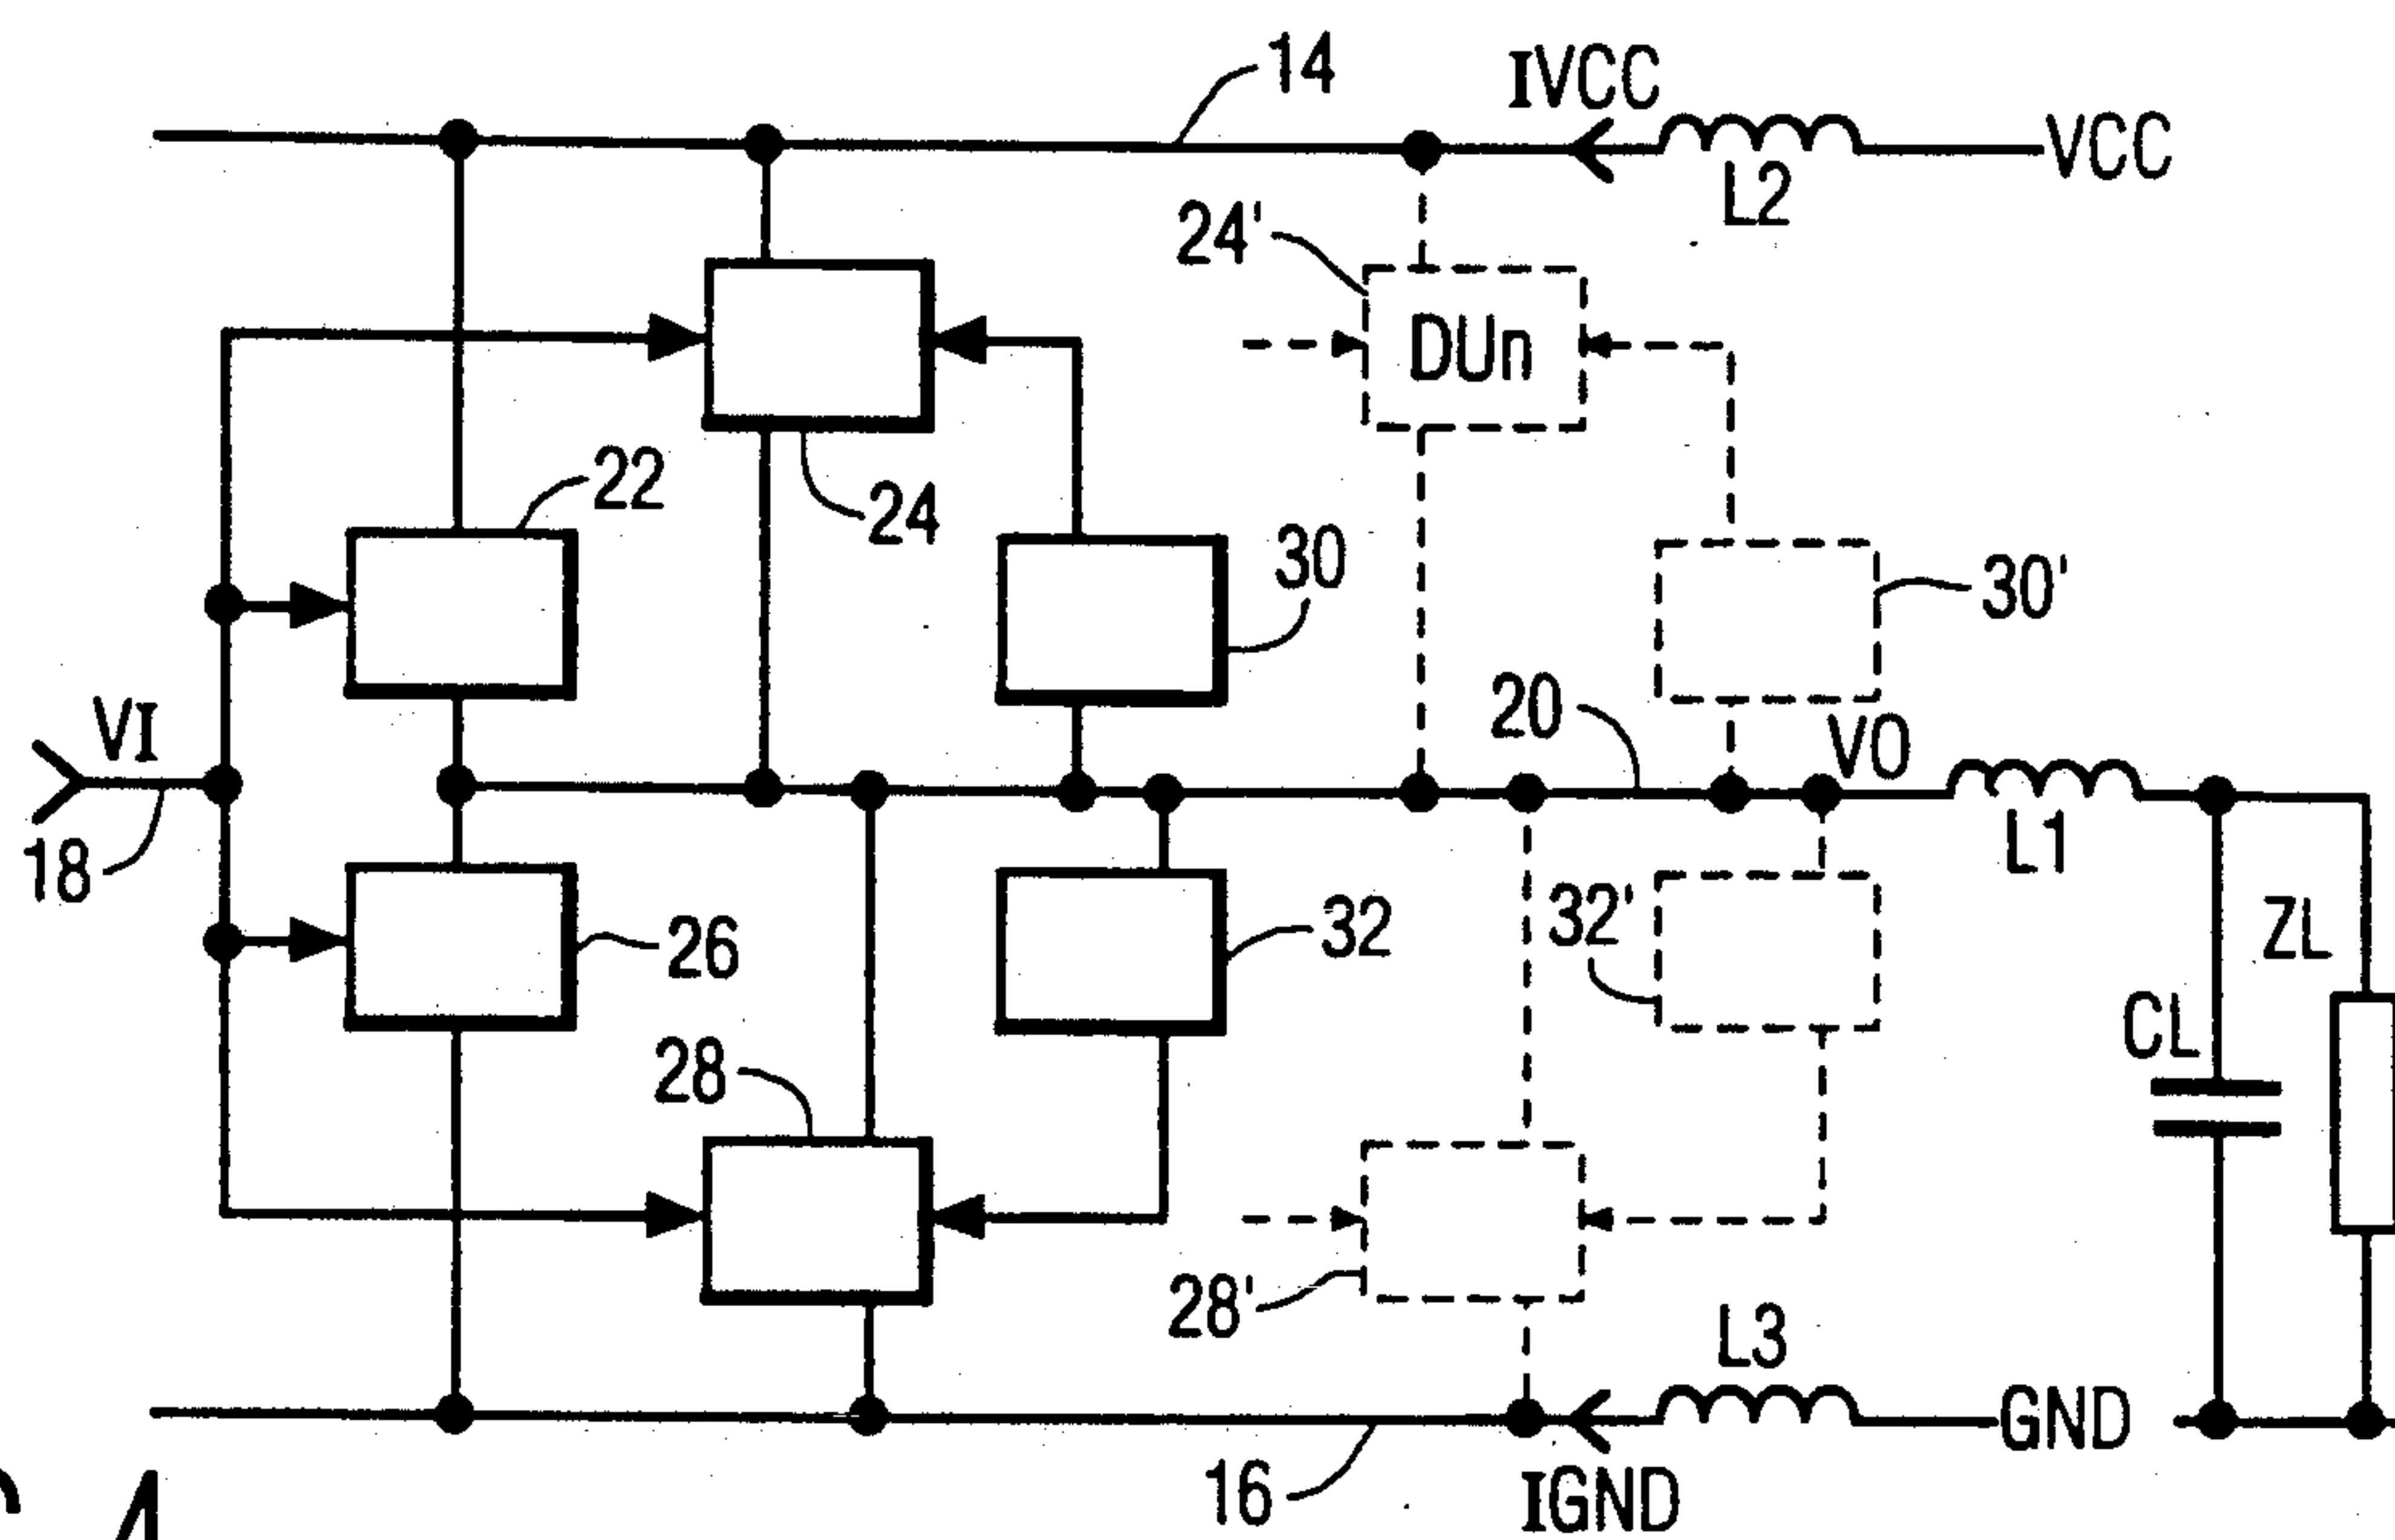 14
IVCC
VCC
L2
24'
DUn
22
24
30
30'
VI
20
VO
18
L1
26
32
32'
ZL
CL
28
28'
L3
GND
16
IGND